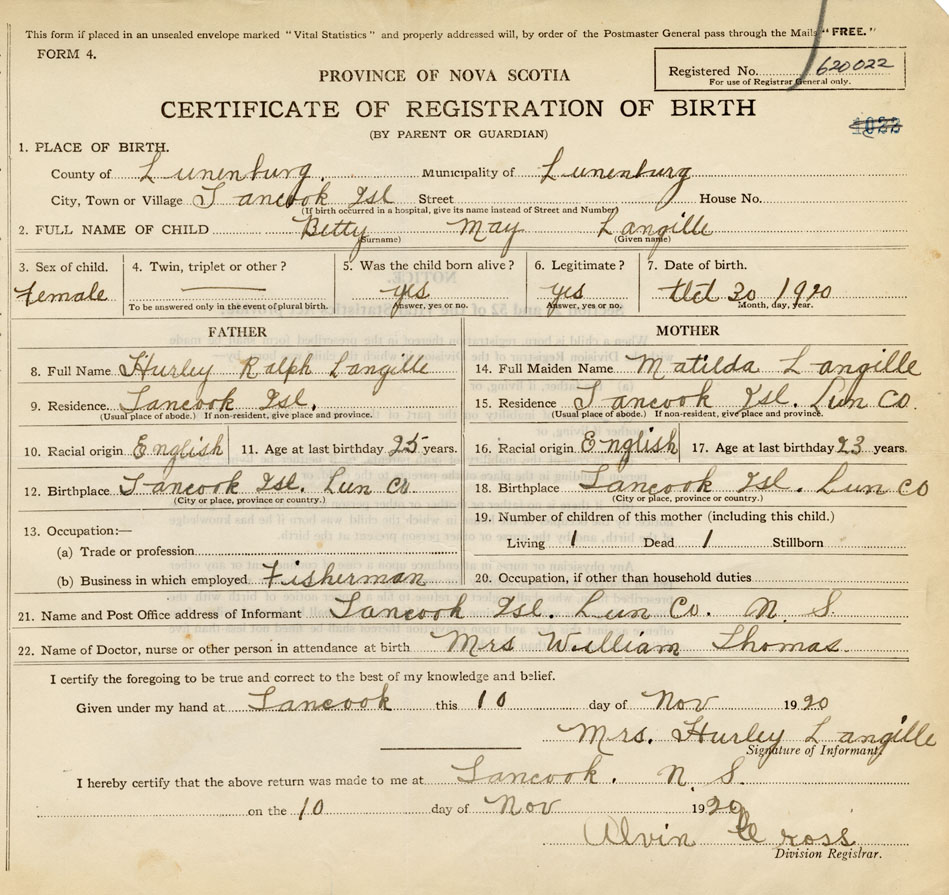 This form if placed in an unsealed envelope marked "Vital Statistics" and properly addressed will, by order of the Postmaster General pass through the Mails "FREE."
FORM 4.
PROVINCE OF NOVA SCOTIA
Registered No. 620022
For use of Registrar General only.
CERTIFICATE OF REGISTRATION OF BIRTH
(BY PARENT OR GUARDIAN)
1. PLACE OF BIRTH.
County of Lunenburg. Municipality of Lunenburg
City, Town or Village Tancook Isl Street House No.
(If birth occurred in a hospital, give its name instead of Street and Number)
2. FULL NAME OF CHILD Betty May Langille
(Surname) (Given name)
3. Sex of child. 4. Twin, triplet or other? 5. Was the child born alive? 6. Legitimate? 7. Date of birth.
Female yes yes Oct 30 1920
To be answered only in the event of plural birth. Answer, yes or no. Answer, yes or no. Month, day, year.
FATHER MOTHER
8. Full Name Hurley Ralph Langille 14. Full Maiden Name Matilda Langille
9. Residence Tancook Isl. 15. Residence Tancook Isl. Lun Co.
(Usual place of abode.) If non-resident, give place and province. (Usual place of abode.) If non-resident, give place and province.
10. Racial origin English 11. Age at last birthday 25 years. 16. Racial origin English 17. Age at last birthday 23 years.
12. Birthplace Tancook Isl. Lun Co. 18. Birthplace Tancook Isl. Lun Co
(City or place, province or country.) (City or place, province or country.)
13. Occupation:— 19. Number of children of this mother (including this child.)
(a) Trade or profession Living 1 Dead 1 Stillborn
(b) Business in which employed Fisherman 20. Occupation, if other than household duties
21. Name and Post Office address of Informant Tancook Isl. Lun Co. N. S.
22. Name of Doctor, nurse or other person in attendance at birth Mrs William Thomas.
I certify the foregoing to be true and correct to the best of my knowledge and belief.
Given under my hand at Tancook this 10 day of Nov 1920
Mrs. Hurley Langille
Signature of Informant.
I hereby certify that the above return was made to me at Tancook. N. S.
on the 10 day of Nov 1920
Alvin Cross
Division Registrar.